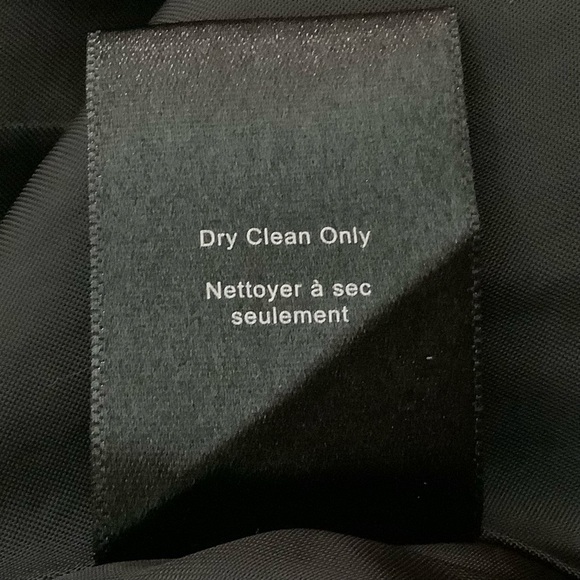 Dry Clean Only
Nettoyer à sec
seulement